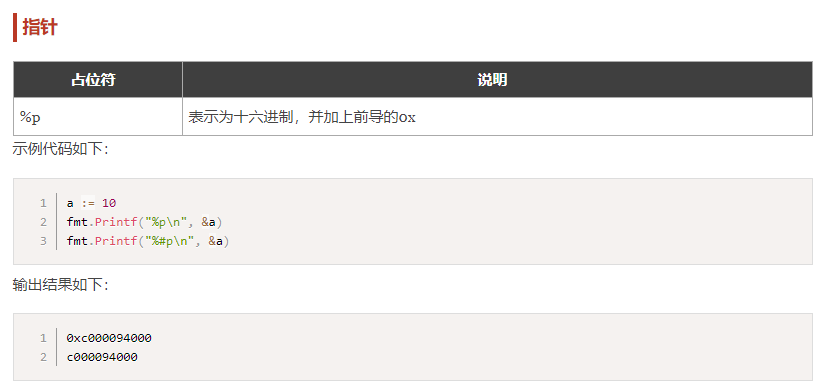 指针
占位符 说明
%p 表示为十六进制，并加上前导的0x
示例代码如下：
1 a := 10
2 fmt.Printf("%p\n", &a)
3 fmt.Printf("%#p\n", &a)
输出结果如下：
1 0xc000094000
2 c000094000